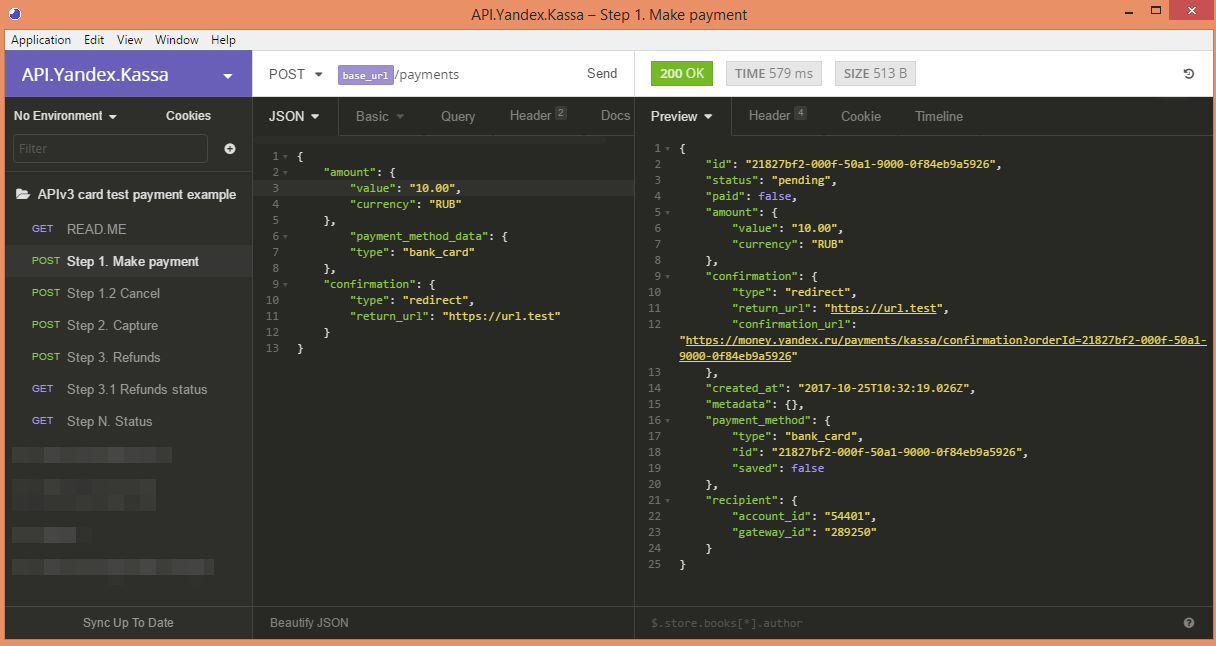 API.Yandex.Kassa – Step 1. Make payment
Application Edit View Window Help
API.Yandex.Kassa
No Environment Cookies
Filter
APIv3 card test payment example
GET READ.ME
POST Step 1. Make payment
POST Step 1.2 Cancel
POST Step 2. Capture
POST Step 3. Refunds
GET Step 3.1 Refunds status
GET Step N. Status
Sync Up To Date
POST base_url/payments Send
JSON Basic Query Header 2 Docs
1 {
2 "amount": {
3 "value": "10.00",
4 "currency": "RUB"
5 },
6 "payment_method_data": {
7 "type": "bank_card"
8 },
9 "confirmation": {
10 "type": "redirect",
11 "return_url": "https://url.test"
12 }
13 }
Beautify JSON
200 OK TIME 579 ms SIZE 513 B
Preview Header 4 Cookie Timeline
1 {
2 "id": "21827bf2-000f-50a1-9000-0f84eb9a5926",
3 "status": "pending",
4 "paid": false,
5 "amount": {
6 "value": "10.00",
7 "currency": "RUB"
8 },
9 "confirmation": {
10 "type": "redirect",
11 "return_url": "https://url.test",
12 "confirmation_url":
"https://money.yandex.ru/payments/kassa/confirmation?orderId=21827bf2-000f-50a1-
9000-0f84eb9a5926"
13 },
14 "created_at": "2017-10-25T10:32:19.026Z",
15 "metadata": {},
16 "payment_method": {
17 "type": "bank_card",
18 "id": "21827bf2-000f-50a1-9000-0f84eb9a5926",
19 "saved": false
20 },
21 "recipient": {
22 "account_id": "54401",
23 "gateway_id": "289250"
24 }
25 }
$.store.books[*].author